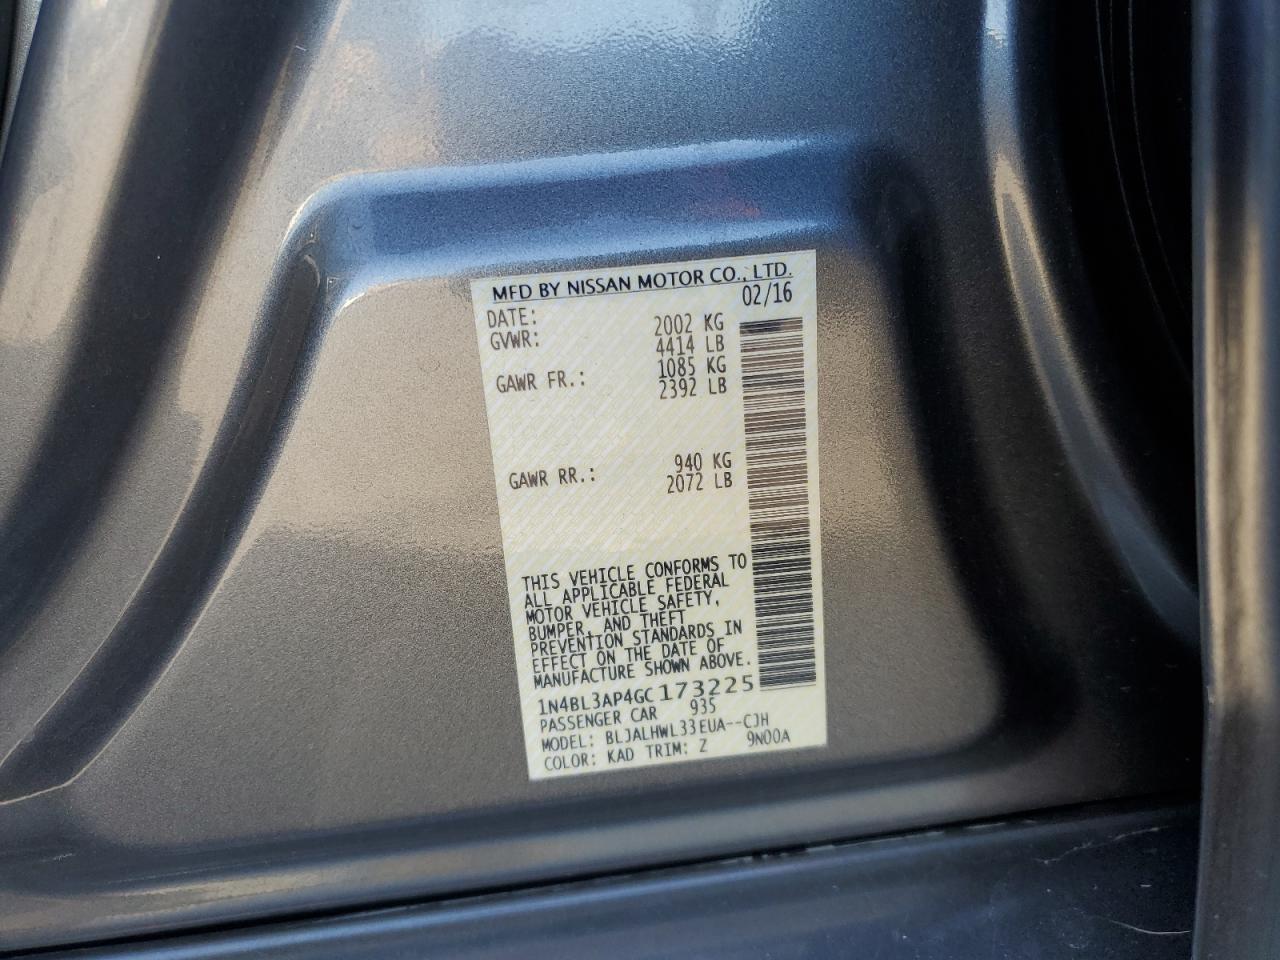 MFD BY NISSAN MOTOR CO., LTD.
DATE: 02/16
GVWR: 2002 KG
4414 LB
GAWR FR.: 1085 KG
2392 LB
GAWR RR.: 940 KG
2072 LB
THIS VEHICLE CONFORMS TO
ALL APPLICABLE FEDERAL
MOTOR VEHICLE SAFETY,
BUMPER, AND THEFT
PREVENTION STANDARDS IN
EFFECT ON THE DATE OF
MANUFACTURE SHOWN ABOVE.
1N4BL3AP4GC173225
PASSENGER CAR 935
MODEL: BLJALHWL33EUA--CJH
COLOR: KAD TRIM: Z 9N00A